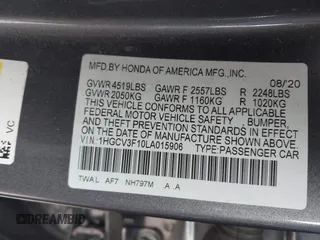 MFD.BY HONDA OF AMERICA MFG.,INC.
08/'20
GVWR 4519LBS GAWR F 2557LBS R 2248LBS
GVWR 2050KG GAWR F 1160KG R 1020KG
THIS VEHICLE CONFORMS TO ALL APPLICABLE
FEDERAL MOTOR VEHICLE SAFETY, BUMPER,
AND THEFT PREVENTION STANDARDS IN EFFECT
ON THE DATE OF MANUFACTURE SHOWN ABOVE.
V.I.N.:1HGCV3F10LA015906 TYPE:PASSENGER CAR
TWAL AF7 NH797M .A .A
VC
DREAMBID